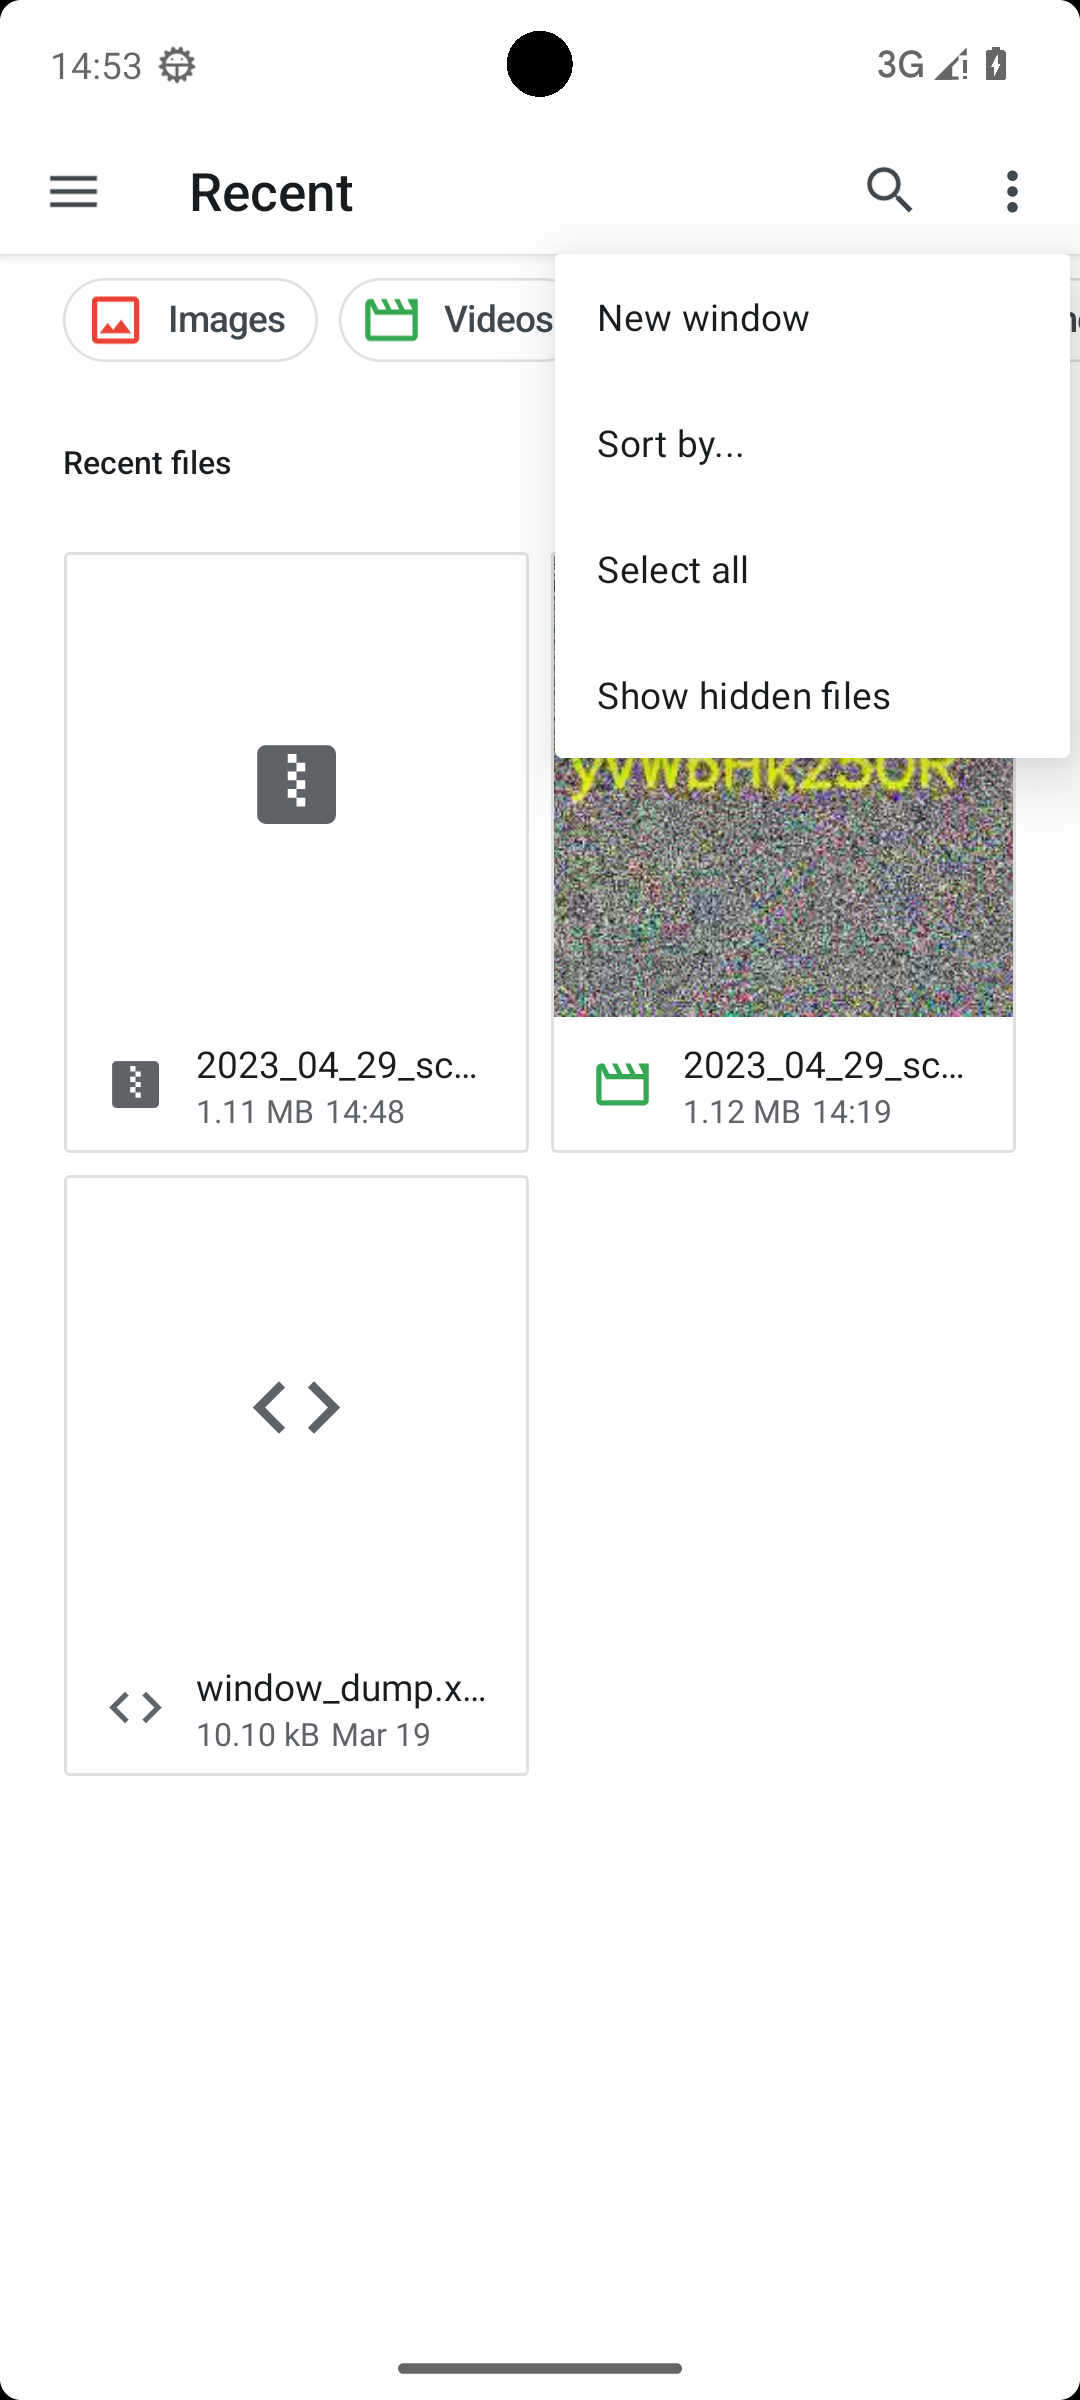 14:53
3G
Recent
Images
Videos
New window
Sort by...
Select all
Show hidden files
Recent files
2023_04_29_sc...
1.11 MB 14:48
2023_04_29_sc...
1.12 MB 14:19
window_dump.x...
10.10 kB Mar 19